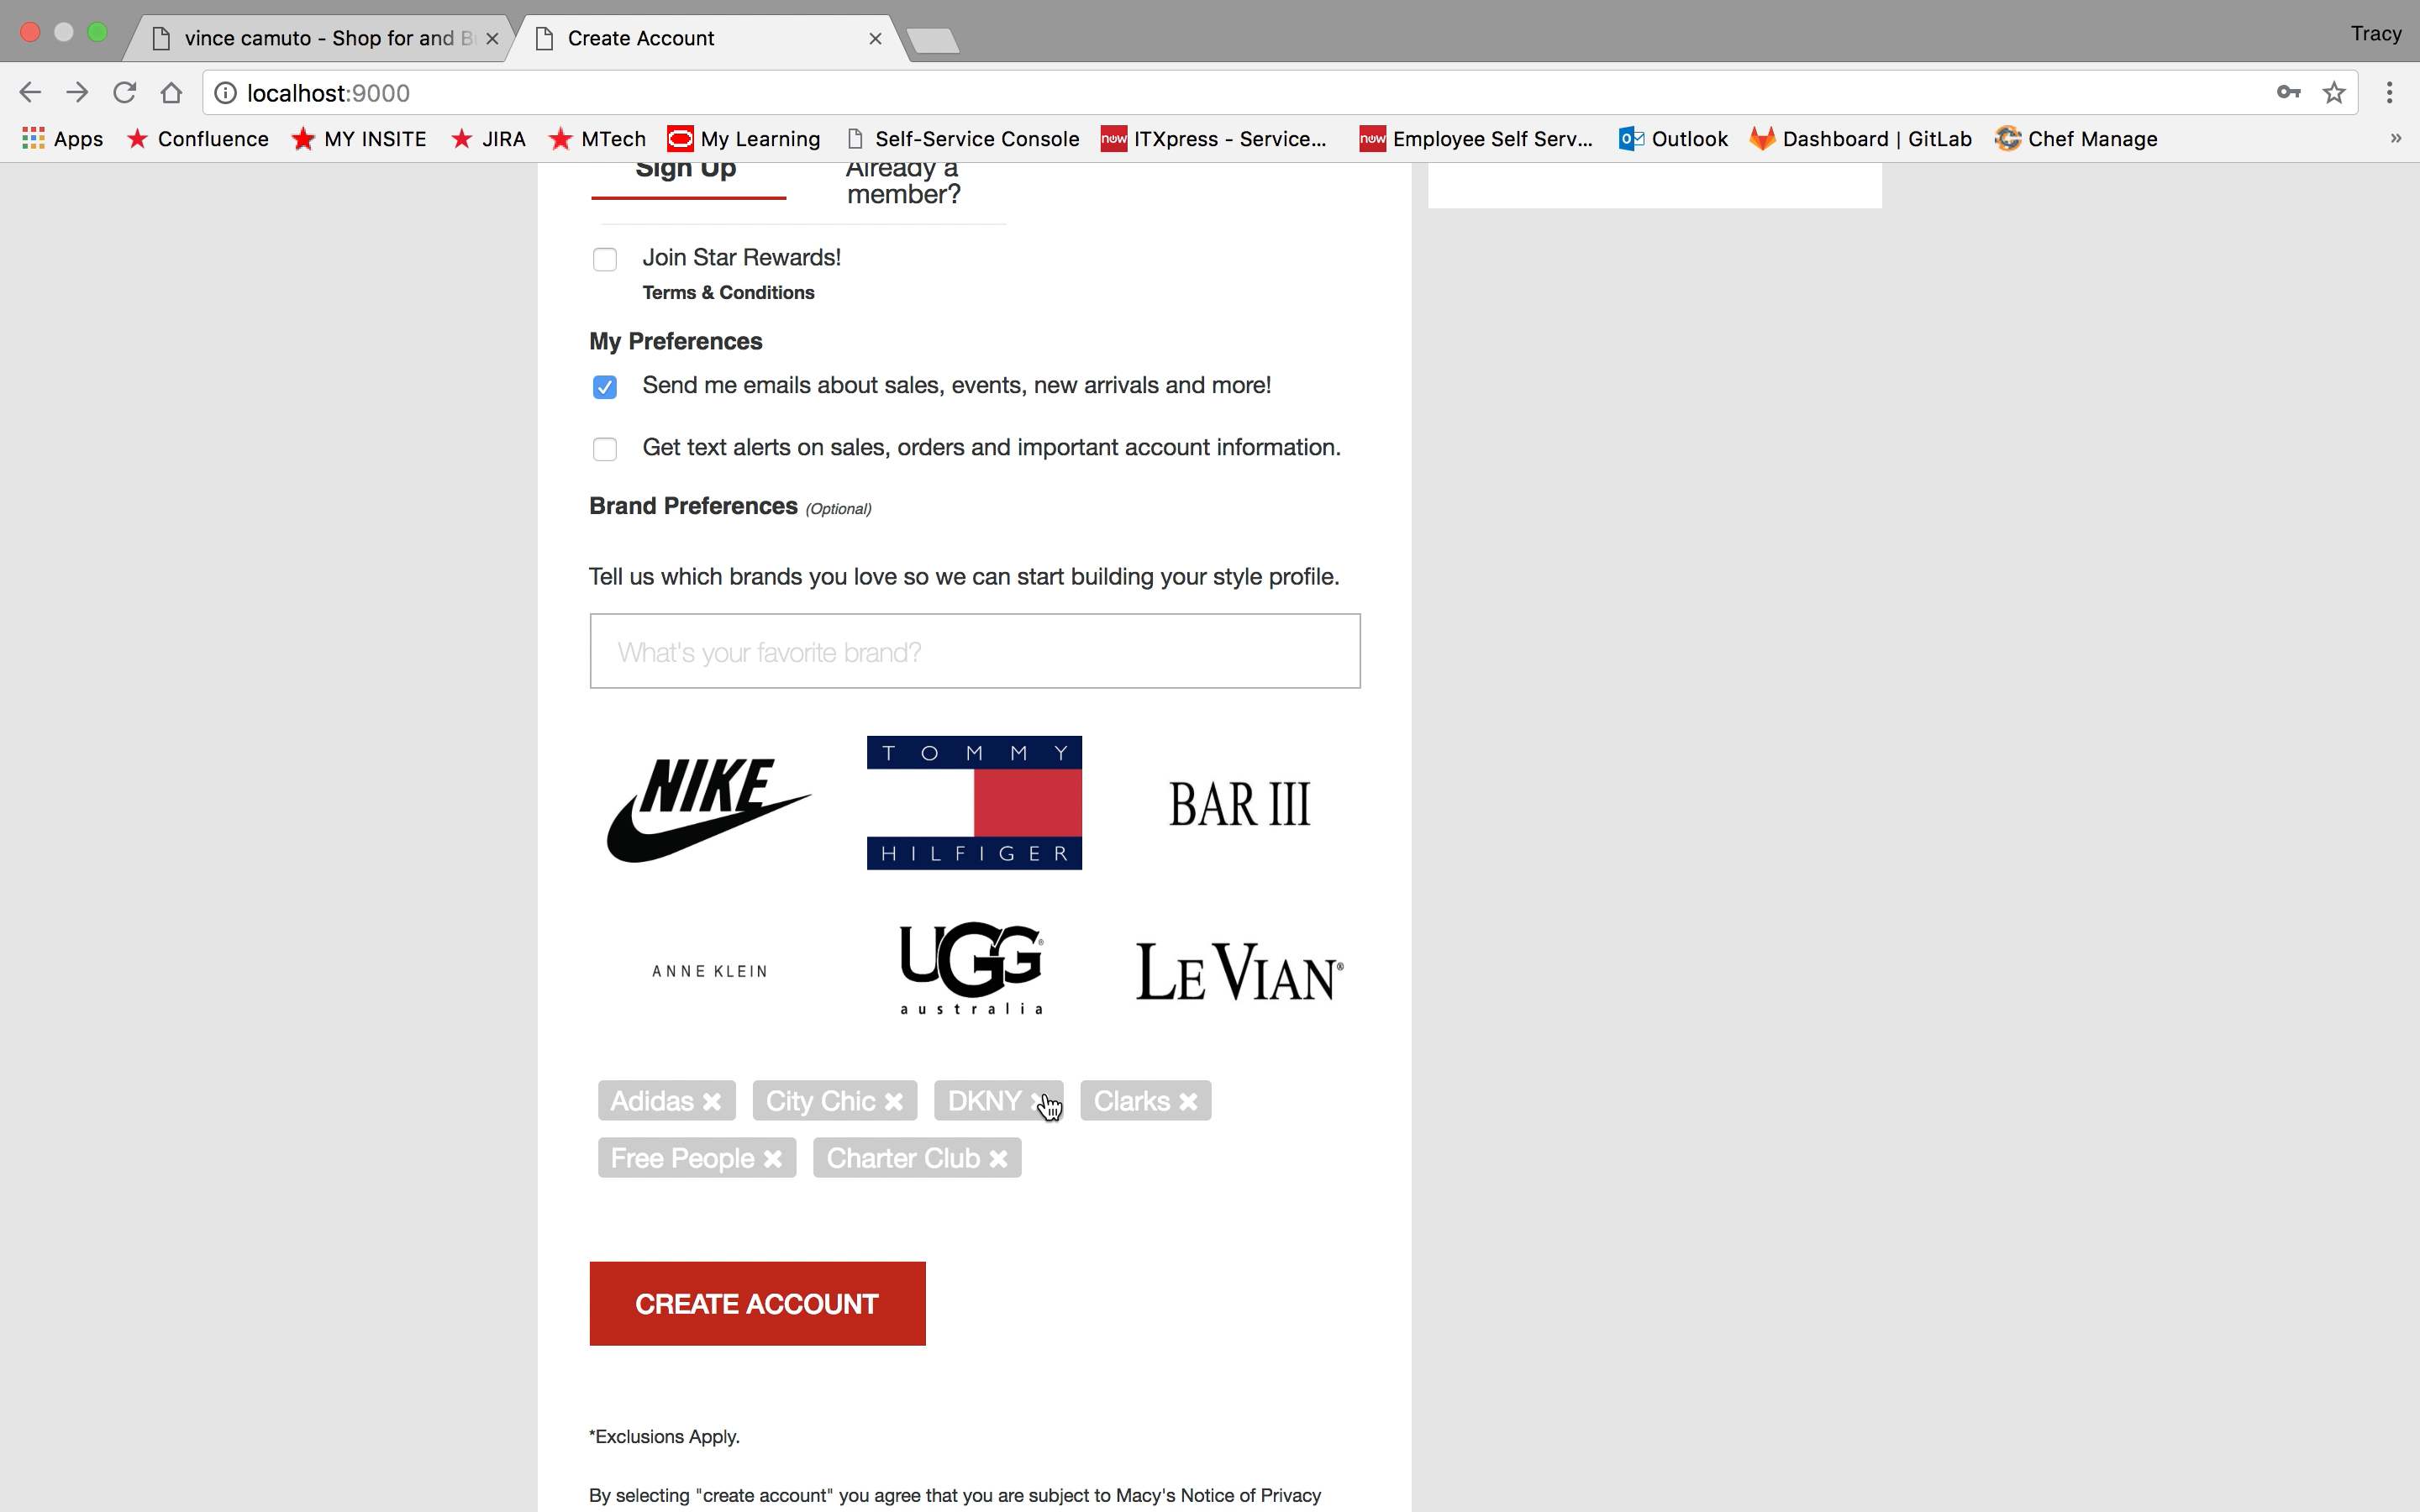 vince camuto - Shop for and B
Create Account
Tracy
localhost:9000
Apps
Confluence
MY INSITE
JIRA
MTech
My Learning
Self-Service Console
now
ITXpress - Service...
now
Employee Self Serv...
Outlook
Dashboard | GitLab
Chef Manage
»
Sign Up
Already a
member?
Join Star Rewards!
Terms & Conditions
My Preferences
Send me emails about sales, events, new arrivals and more!
Get text alerts on sales, orders and important account information.
Brand Preferences (Optional)
Tell us which brands you love so we can start building your style profile.
What's your favorite brand?
NIKE
TOMMY
HILFIGER
BAR III
ANNE KLEIN
UGG®
australia
LE VIAN®
Adidas
City Chic
DKNY
Clarks
Free People
Charter Club
CREATE ACCOUNT
*Exclusions Apply.
By selecting "create account" you agree that you are subject to Macy's Notice of Privacy